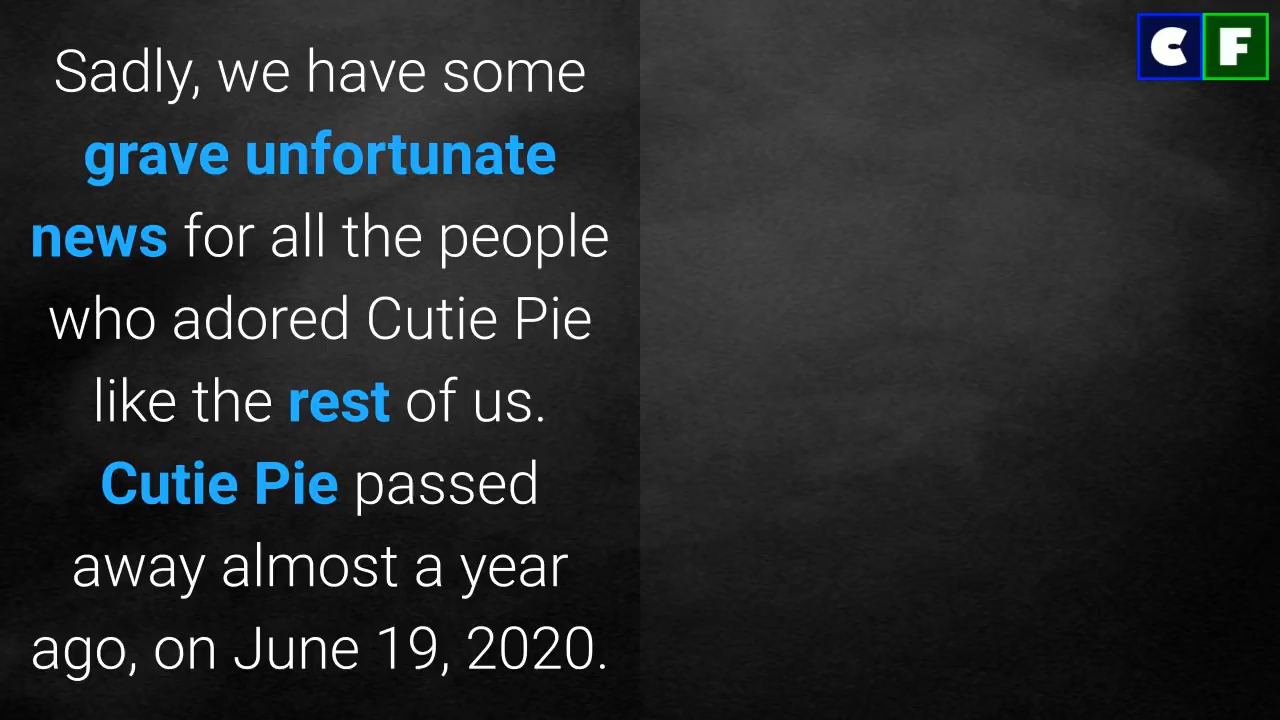 Sadly, we have some
grave unfortunate
news for all the people
who adored Cutie Pie
like the rest of us.
Cutie Pie passed
away almost a year
ago, on June 19, 2020.
C F